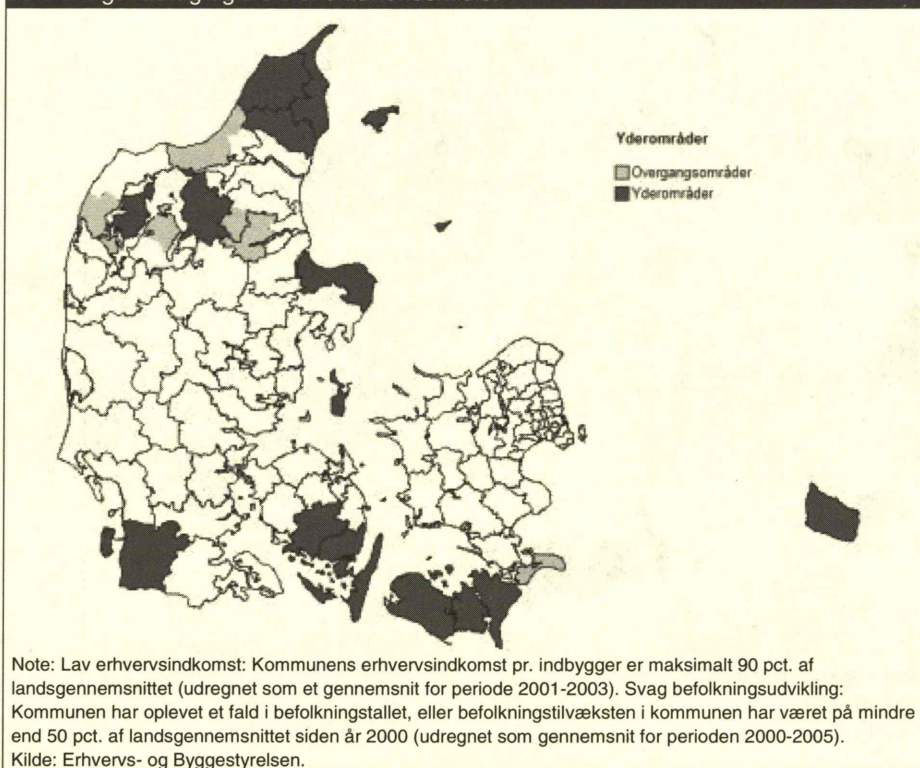 Yderområder
Overgangsområder
Yderområder
Note: Lav erhvervsindkomst: Kommunens erhvervsindkomst pr. indbygger er maksimalt 90 pct. af
landsgennemsnittet (udregnet som et gennemsnit for periode 2001-2003). Svag befolkningsudvikling:
Kommunen har oplevet et fald i befolkningstallet, eller befolkningstilvæksten i kommunen har været på mindre
end 50 pct. af landsgennemsnittet siden år 2000 (udregnet som gennemsnit for perioden 2000-2005).
Kilde: Erhvervs- og Byggestyrelsen.